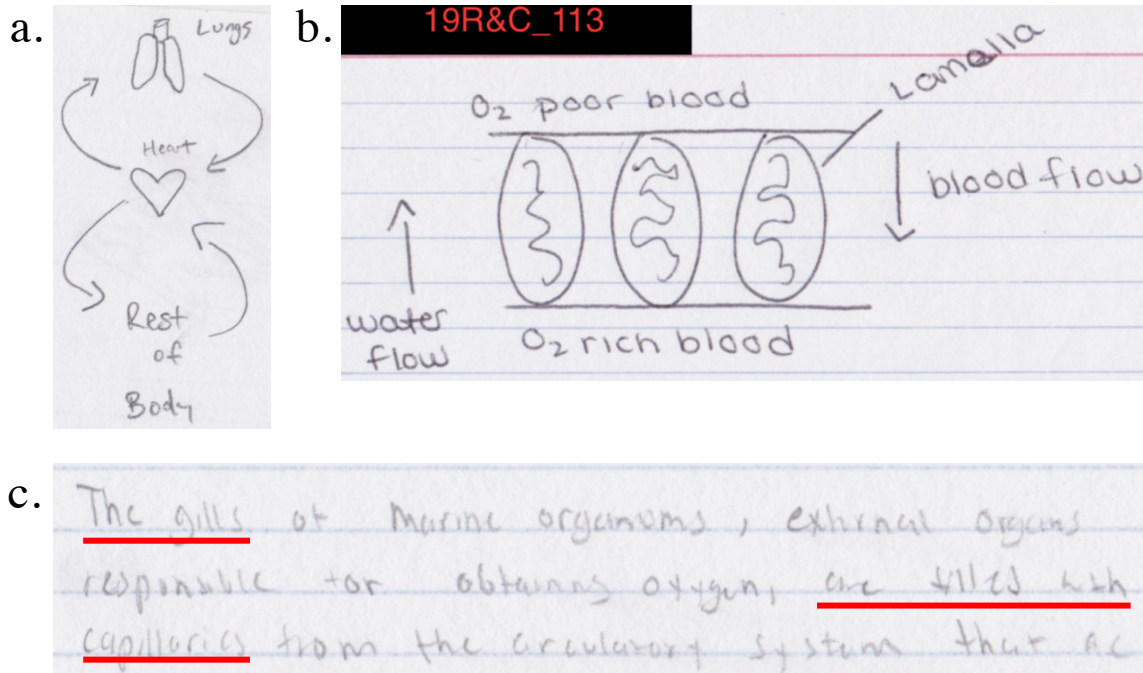 a.
Lungs
Heart
Rest
of
Body
b.
19R&C_113
O₂ poor blood
Lamella
blood flow
water
flow
O₂ rich blood
c.
The gills of marine organisms, external organs
responsible for obtaining oxygen, are filled with
capillaries from the circulatory system that ac